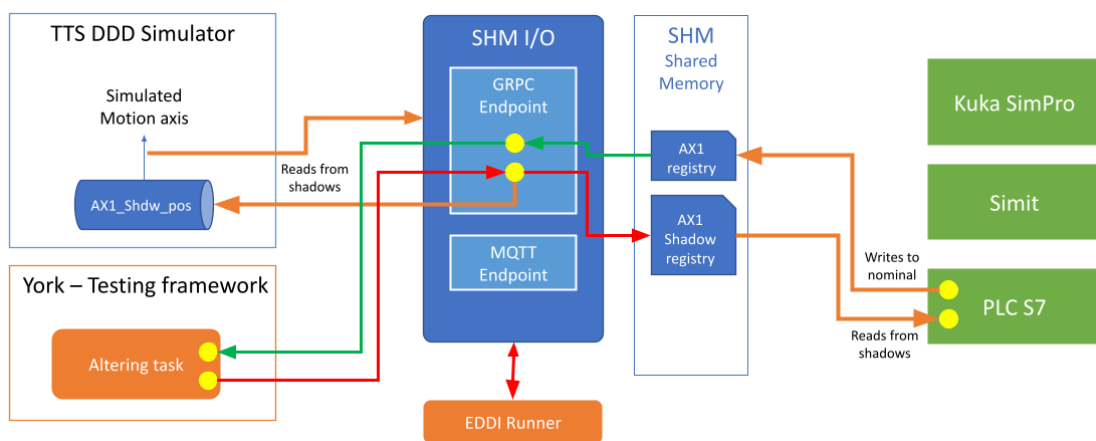 TTS DDD Simulator
Simulated
Motion axis
Reads from
shadows
AX1_Shdw_pos
York – Testing framework
Altering task
SHM I/O
GRPC
Endpoint
MQTT
Endpoint
EDDI Runner
SHM
Shared
Memory
AX1
registry
AX1
Shadow
registry
Writes to
nominal
Reads from
shadows
Kuka SimPro
Simit
PLC S7